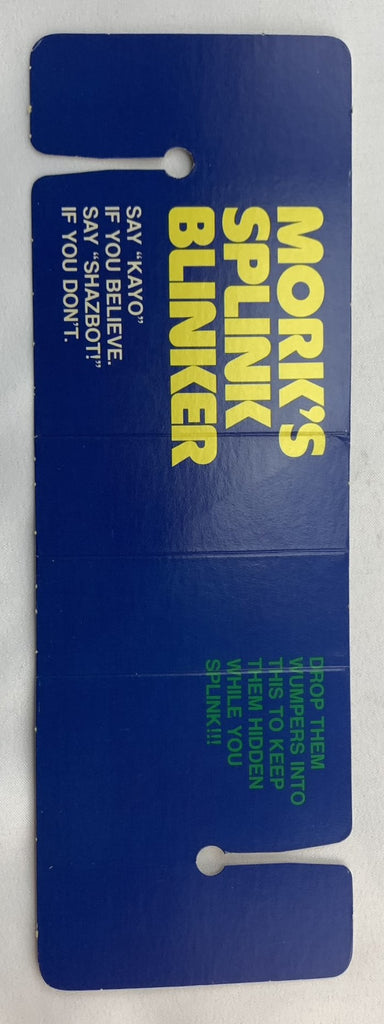 MORK'S
SPLINK
BLINKER
SAY "KAYO"
IF YOU BELIEVE.
SAY "SHAZBOT!"
IF YOU DON'T.
DROP THEM
WUMPERS INTO
THIS TO KEEP
THEM HIDDEN
WHILE YOU
SPLINK!!!